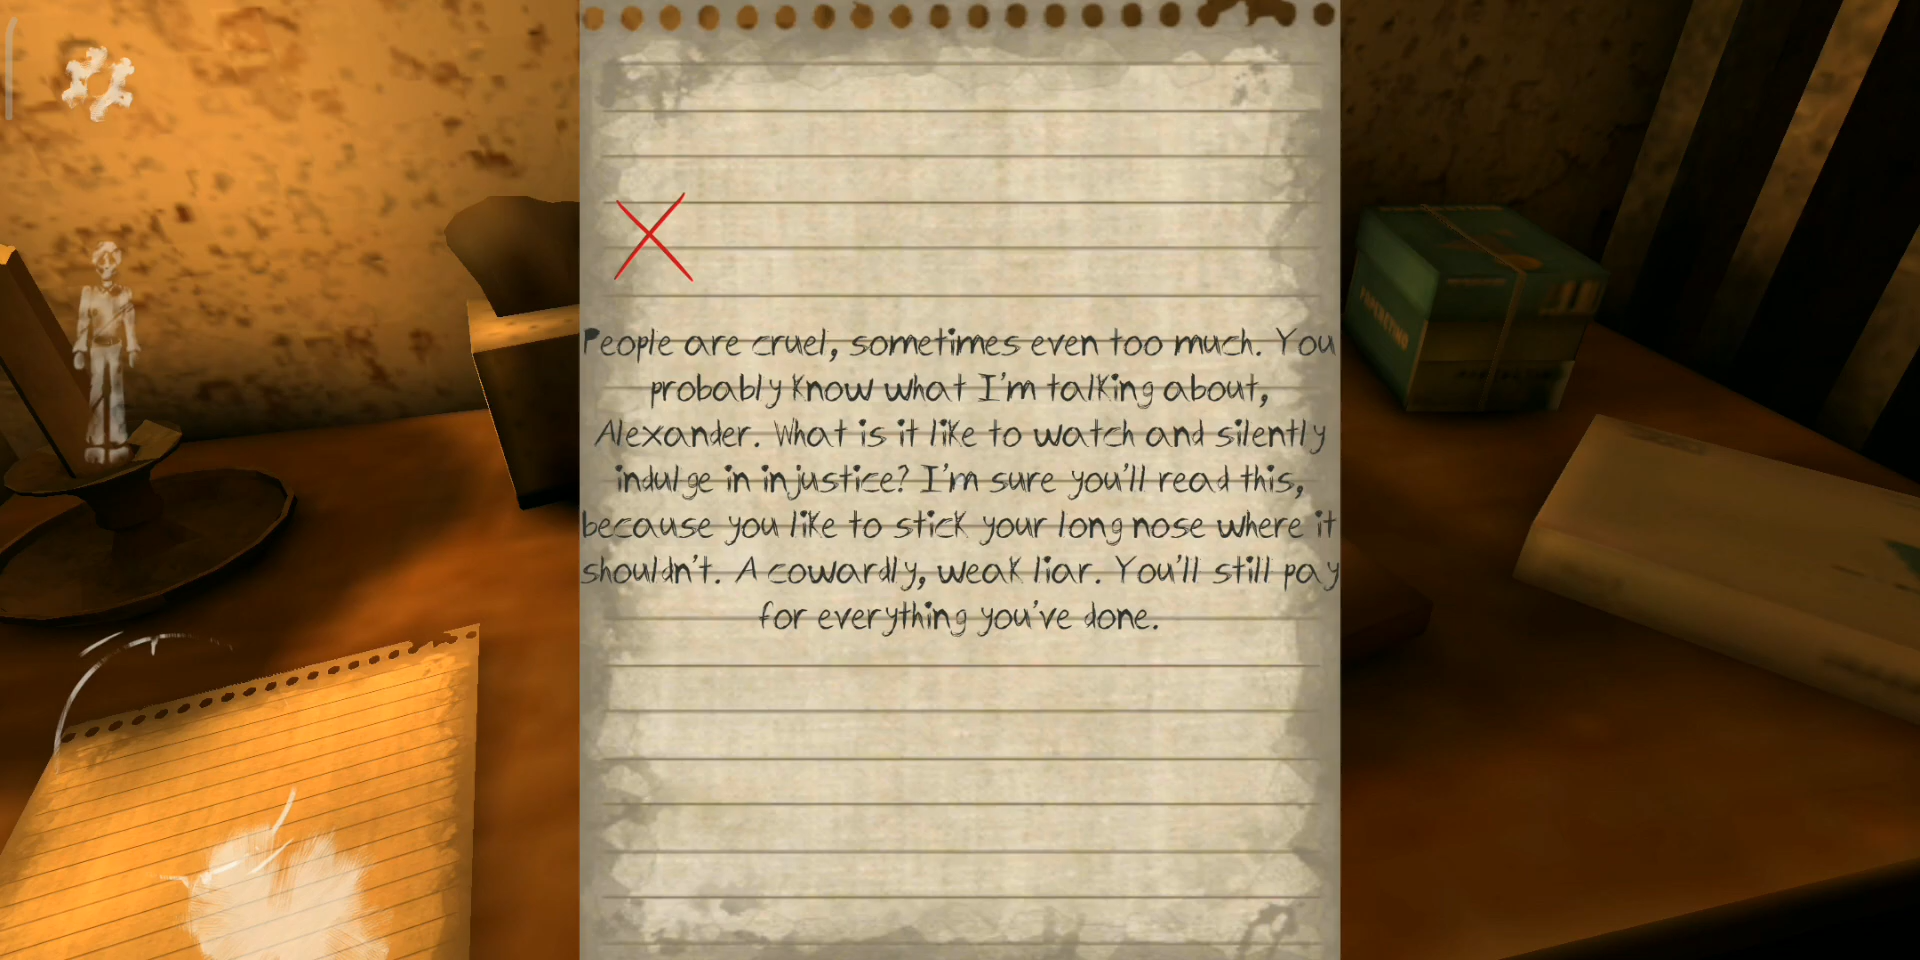 People are cruel, sometimes even too much. You
probably know what I'm talking about,
Alexander. What is it like to watch and silently
indulge in injustice? I'm sure you'll read this,
because you like to stick your long nose where it
shouldn't. A cowardly, weak liar. You'll still pay
for everything you've done.